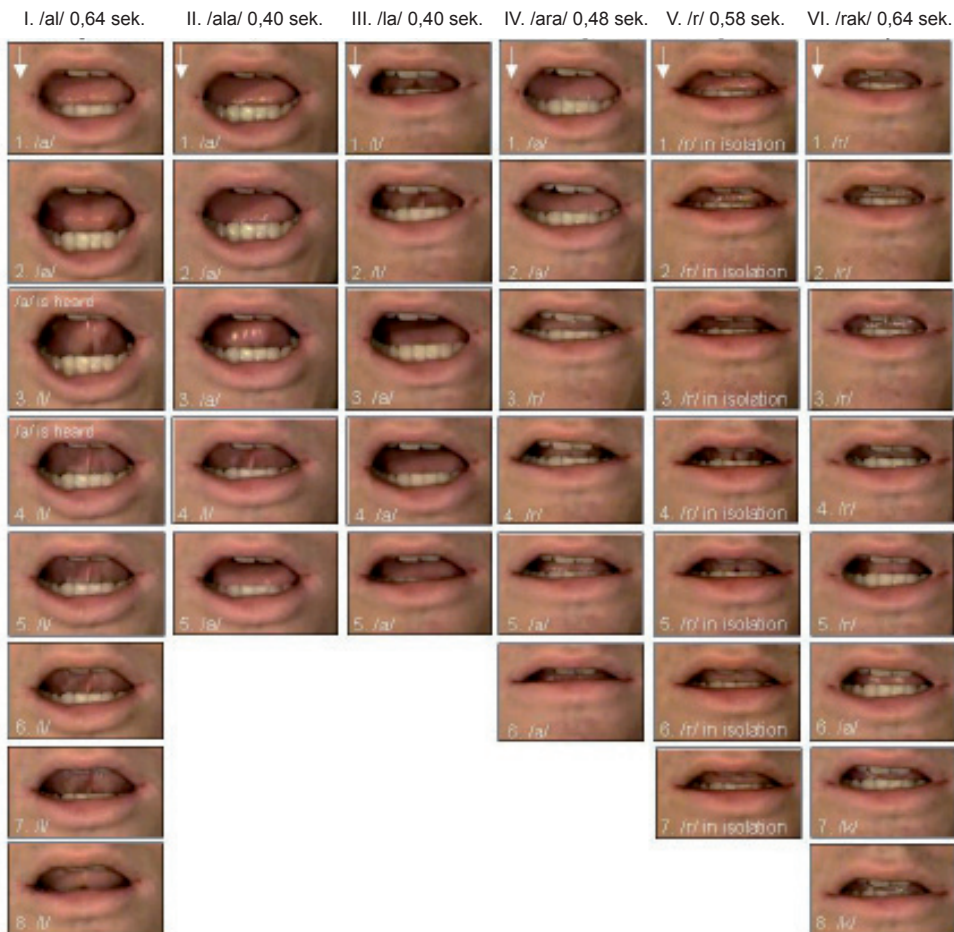 I. /al/ 0,64 sek. II. /ala/ 0,40 sek. III. /la/ 0,40 sek. IV. /ara/ 0,48 sek. V. /r/ 0,58 sek. VI. /rak/ 0,64 sek.
1. /a/ 1. /a/ 1. /l/ 1. /a/ 1. /r/ in isolation 1. /r/
2. /a/ 2. /a/ 2. /l/ 2. /a/ 2. /r/ in isolation 2. /r/
/a/ is heard
3. /l/ 3. /a/ 3. /a/ 3. /r/ 3. /r/ in isolation 3. /r/
/a/ is heard
4. /l/ 4. /l/ 4. /a/ 4. /r/ 4. /r/ in isolation 4. /r/
5. /l/ 5. /a/ 5. /a/ 5. /a/ 5. /r/ in isolation 5. /r/
6. /l/ 6. /a/ 6. /r/ in isolation 6. /a/
7. /l/ 7. /r/ in isolation 7. /k/
8. /l/ 8. /k/